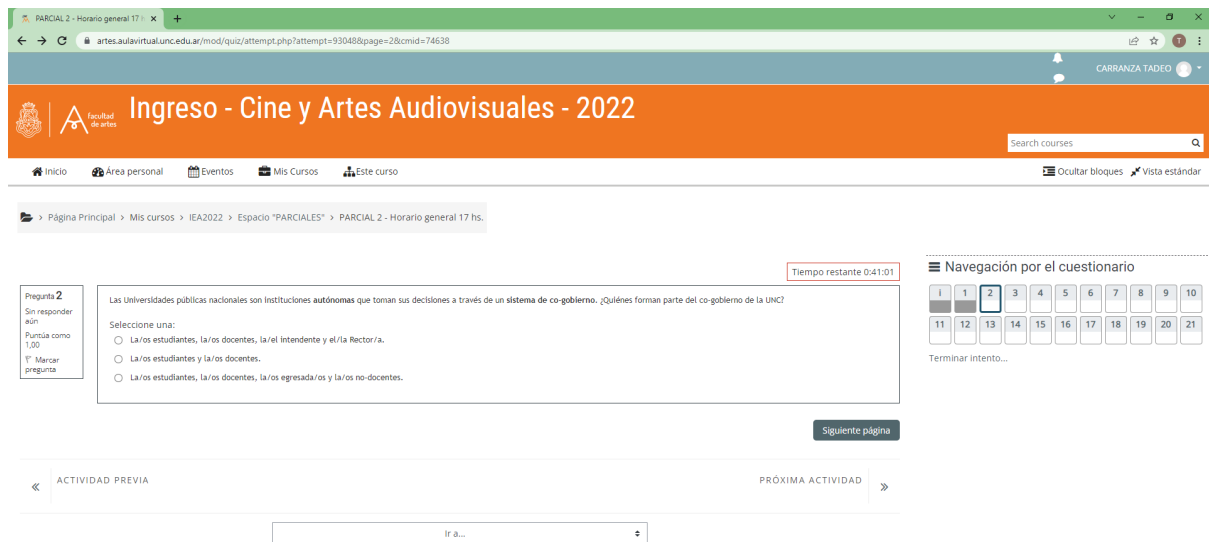 PARCIAL 2 - Horario general 17 h
artes.aulavirtual.unc.edu.ar/mod/quiz/attempt.php?attempt=93048&page=2&cmid=74638
T
CARRANZA TADEO
facultad
de artes
Ingreso - Cine y Artes Audiovisuales - 2022
Search courses
Inicio Área personal Eventos Mis Cursos Este curso Ocultar bloques Vista estándar
> Página Principal > Mis cursos > IEA2022 > Espacio "PARCIALES" > PARCIAL 2 - Horario general 17 hs.
Tiempo restante 0:41:01
Pregunta 2
Sin responder
aún
Puntúa como
1,00
Marcar
pregunta
Las Universidades públicas nacionales son instituciones autónomas que toman sus decisiones a través de un sistema de co-gobierno. ¿Quiénes forman parte del co-gobierno de la UNC?
Seleccione una:
La/os estudiantes, la/os docentes, la/el intendente y el/la Rector/a.
La/os estudiantes y la/os docentes.
La/os estudiantes, la/os docentes, la/os egresada/os y la/os no-docentes.
Siguiente página
Navegación por el cuestionario
i 1 2 3 4 5 6 7 8 9 10
11 12 13 14 15 16 17 18 19 20 21
Terminar intento...
ACTIVIDAD PREVIA
PRÓXIMA ACTIVIDAD
Ir a...